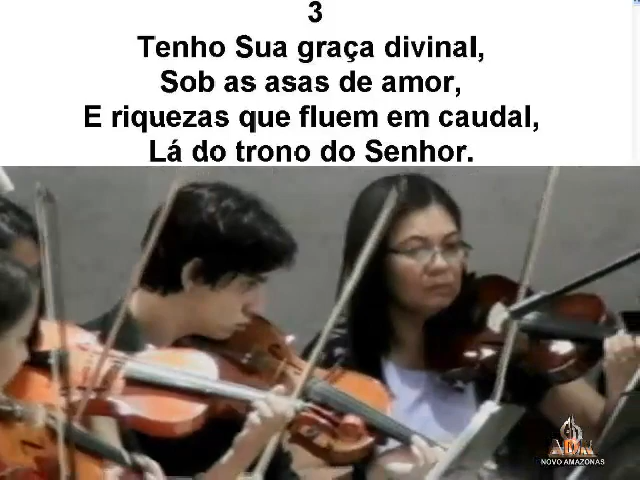 3
Tenho Sua graça divinal,
Sob as asas de amor,
E riquezas que fluem em caudal,
Lá do trono do Senhor.
NOVO AMAZONAS